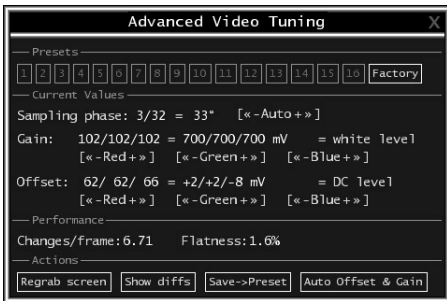 Advanced Video Tuning X
Presets
1 2 3 4 5 6 7 8 9 10 11 12 13 14 15 16 Factory
Current Values
Sampling phase: 3/32 = 33° [«-Auto+»]
Gain: 102/102/102 = 700/700/700 mV = white level
[«-Red+»] [«-Green+»] [«-Blue+»]
Offset: 62/ 62/ 66 = +2/+2/-8 mV = DC level
[«-Red+»] [«-Green+»] [«-Blue+»]
Performance
Changes/frame:6.71 Flatness:1.6%
Actions
Regrab screen Show diffs Save->Preset Auto Offset & Gain